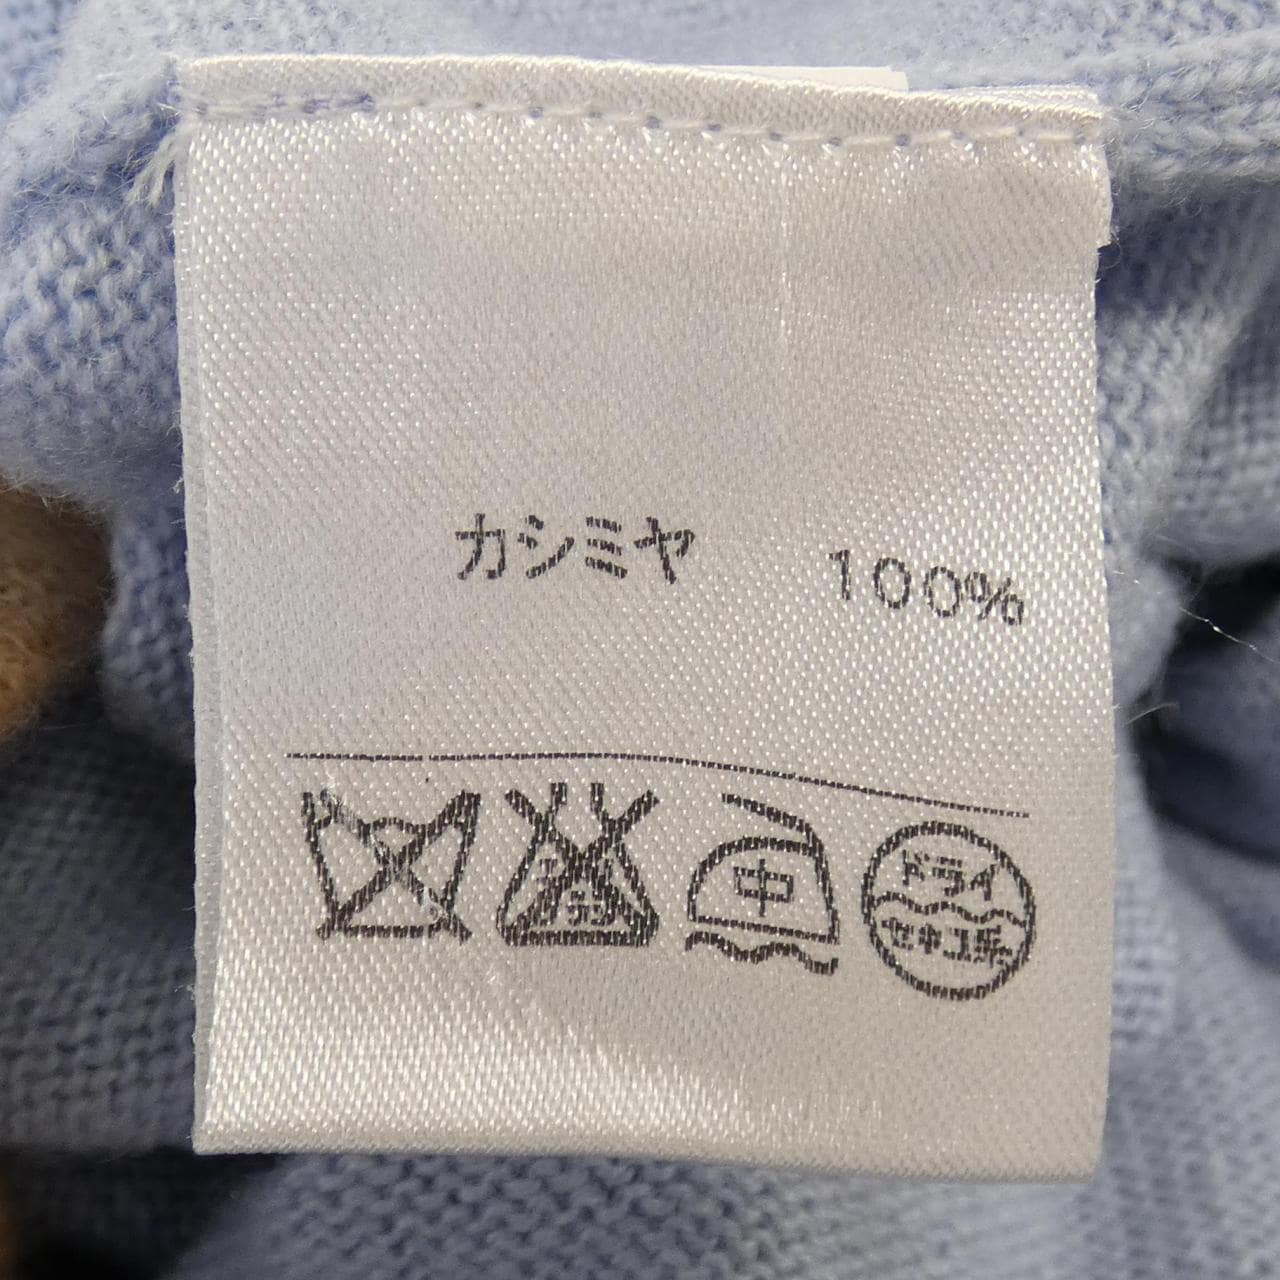 カシミヤ 100%
中 ドライ
セキユ系